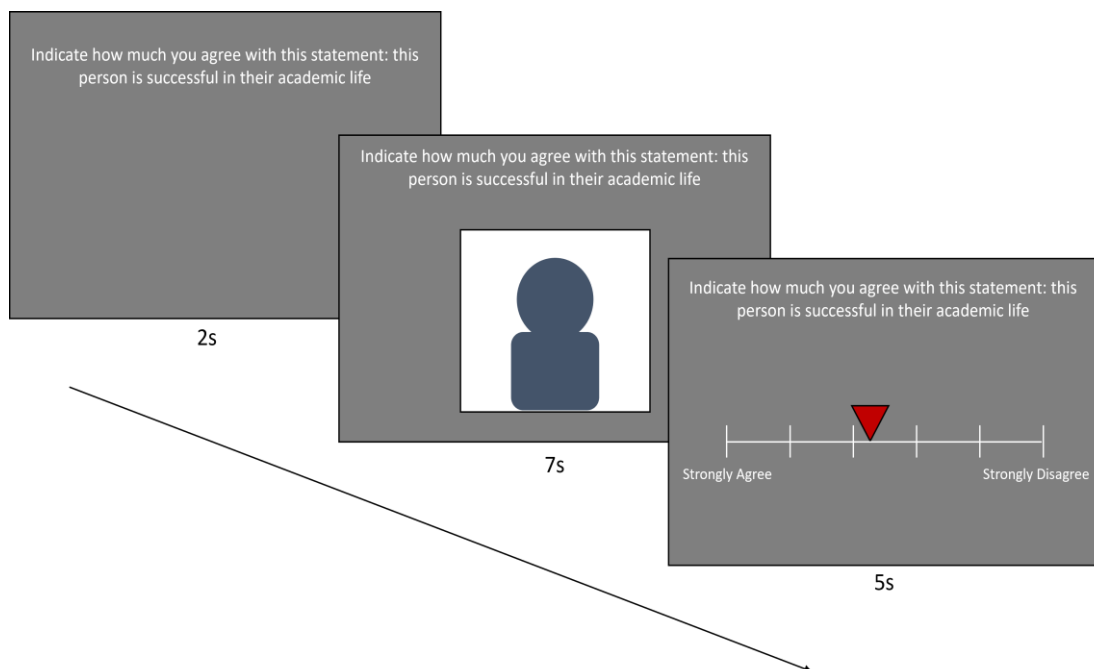 Indicate how much you agree with this statement: this
person is successful in their academic life
2s
Indicate how much you agree with this statement: this
person is successful in their academic life
7s
Indicate how much you agree with this statement: this
person is successful in their academic life
Strongly Agree
Strongly Disagree
5s